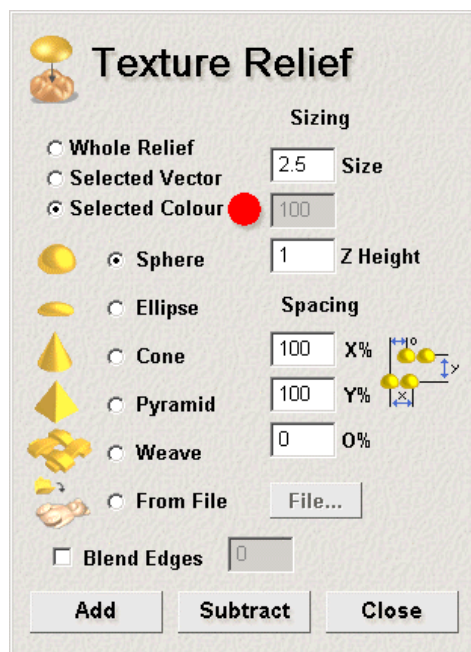 Texture Relief
Sizing
Whole Relief
Selected Vector
2.5 Size
Selected Colour 100
Sphere
1 Z Height
Ellipse
Spacing
Cone
100 X%
Pyramid
100 Y%
Weave
0 O%
From File
File...
Blend Edges 0
Add Subtract Close
o
y
x